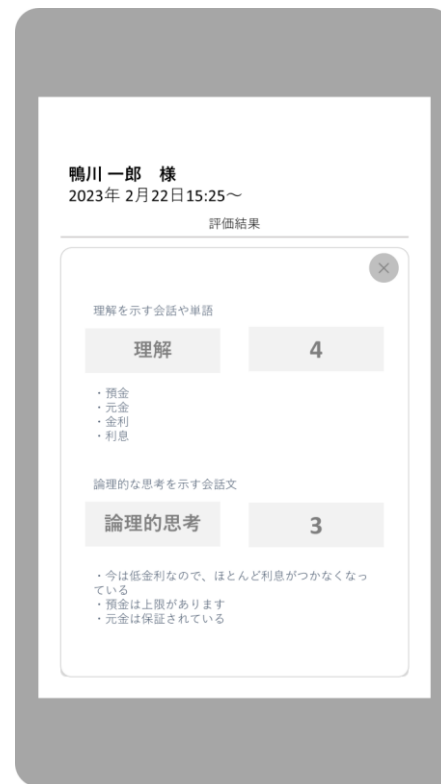 鴨川 一郎　様
2023年 2月22日15:25～
評価結果
×
理解を示す会話や単語
理解
4
・預金
・元金
・金利
・利息
論理的な思考を示す会話文
論理的思考
3
・今は低金利なので、ほとんど利息がつかなくなっ
ている
・預金は上限があります
・元金は保証されている